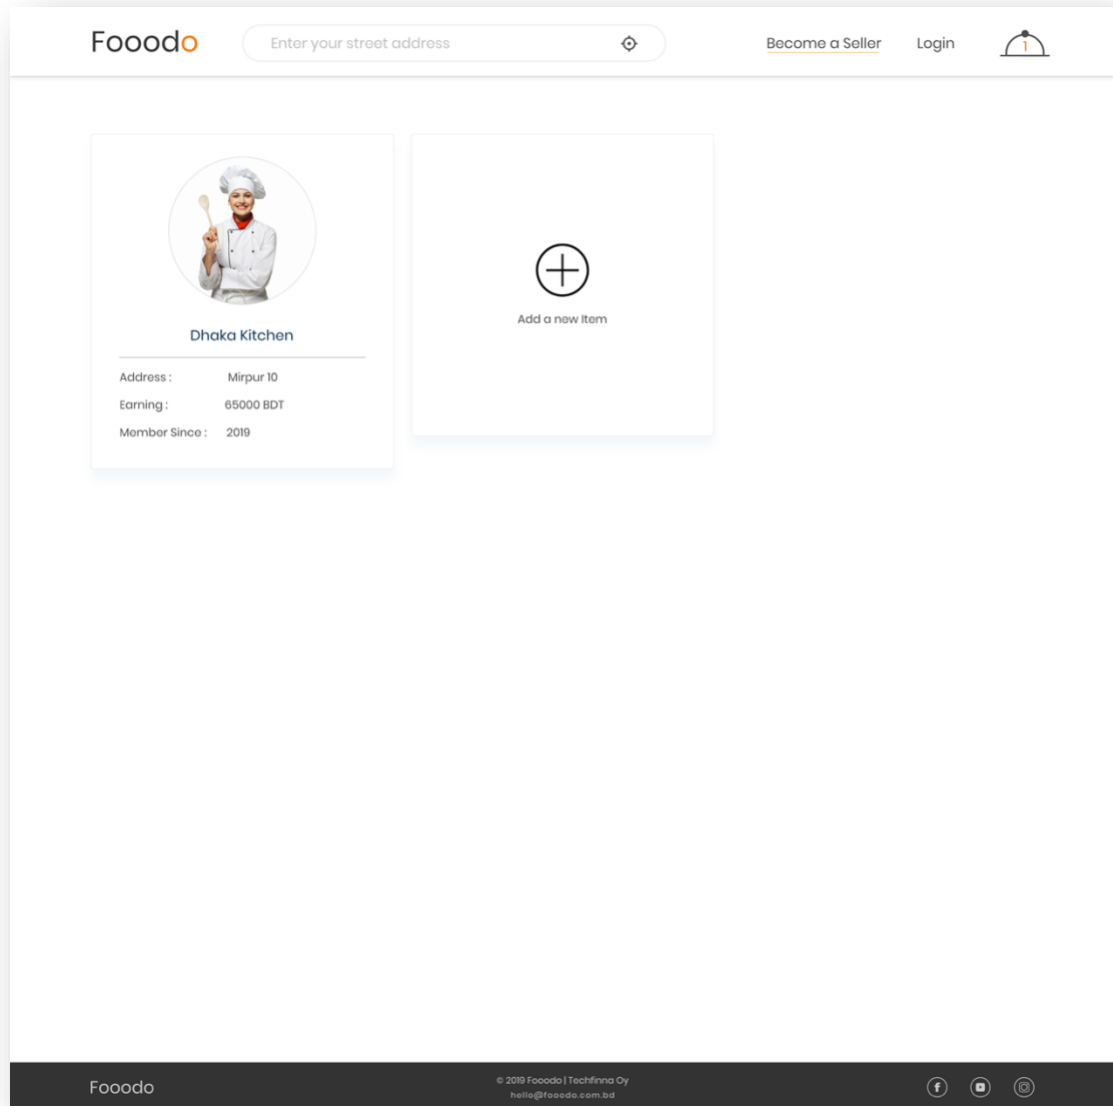 Fooodo
Enter your street address
Become a Seller
Login
1
Dhaka Kitchen
Address : Mirpur 10
Earning : 65000 BDT
Member Since : 2019
Add a new Item
Fooodo
© 2019 Fooodo | Techfinna Oy
hello@fooodo.com.bd